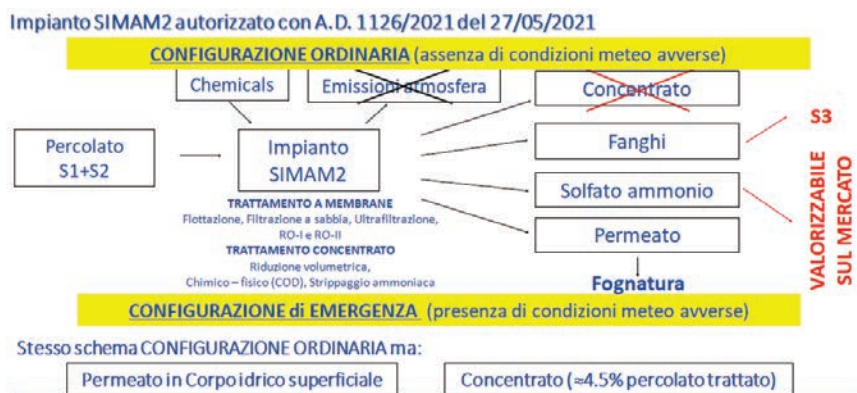 Impianto SIMAM2 autorizzato con A.D. 1126/2021 del 27/05/2021
CONFIGURAZIONE ORDINARIA (assenza di condizioni meteo avverse)
Chemicals
Emissioni atmosfera
Concentrato
Percolato
S1+S2
Impianto
SIMAM2
Fanghi
S3
Solfato ammonio
Permeato
VALORIZZABILE
SUL MERCATO
TRATTAMENTO A MEMBRANE
Flottazione, Filtrazione a sabbia, Ultrafiltrazione,
RO-I e RO-II
TRATTAMENTO CONCENTRATO
Riduzione volumetrica,
Chimico – fisico (COD), Strippaggio ammoniaca
Fognatura
CONFIGURAZIONE di EMERGENZA (presenza di condizioni meteo avverse)
Stesso schema CONFIGURAZIONE ORDINARIA ma:
Permeato in Corpo idrico superficiale
Concentrato (≈4.5% percolato trattato)